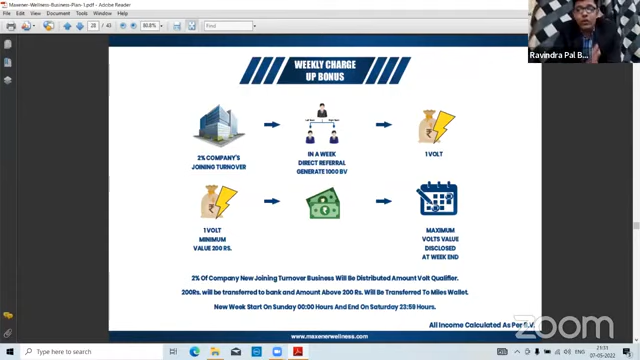 Maxener-Wellness-Business-Plan-1.pdf - Adobe Reader
File Edit View Window Help
28 / 43
80.8%
Find
Ravindra Pal B...
WEEKLY CHARGE
UP BONUS
2% COMPANY'S
JOINING TURNOVER
IN A WEEK
DIRECT REFERRAL
GENERATE 1000 BV
1 VOLT
1 VOLT
MINIMUM
VALUE 200 RS.
MAXIMUM
VOLTS VALUE
DISCLOSED
AT WEEK END
2% Of Company New Joining Turnover Business Will Be Distributed Amount Volt Qualifier.
200Rs. will be transferred to bank and Amount Above 200 Rs. Will Be Transferred To Miles Wallet.
New Week Start On Sunday 00:00 Hours And End On Saturday 23:59 Hours.
All Income Calculated As Per B.V.
www.maxenerwellness.com
zoom
Type here to search
ENG
21:31
07-05-2022